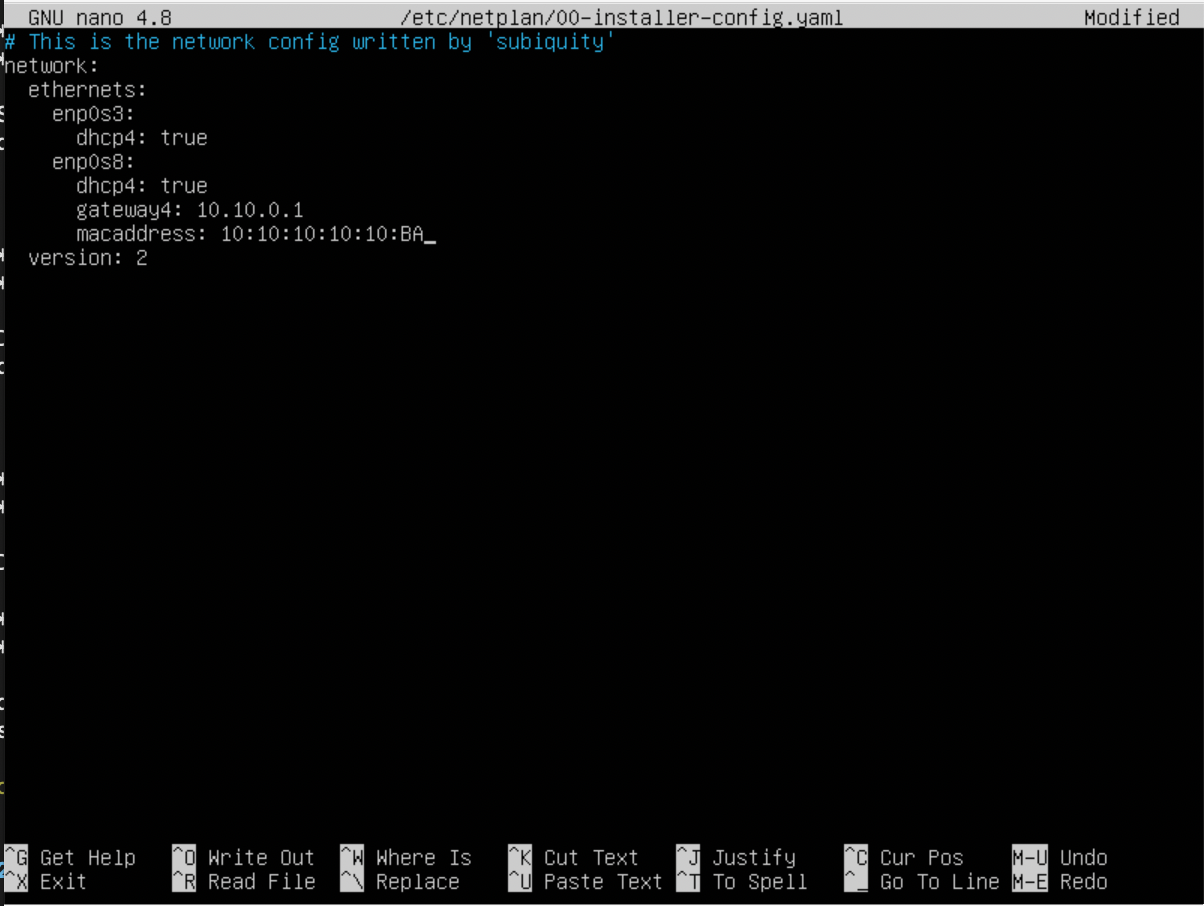 GNU nano 4.8 /etc/netplan/00-installer-config.yaml Modified
# This is the network config written by 'subiquity'
network:
  ethernets:
    enp0s3:
      dhcp4: true
    enp0s8:
      dhcp4: true
      gateway4: 10.10.0.1
      macaddress: 10:10:10:10:10:BA_
  version: 2
^G Get Help ^O Write Out ^W Where Is ^K Cut Text ^J Justify ^C Cur Pos M-U Undo
^X Exit ^R Read File ^\ Replace ^U Paste Text ^T To Spell ^_ Go To Line M-E Redo